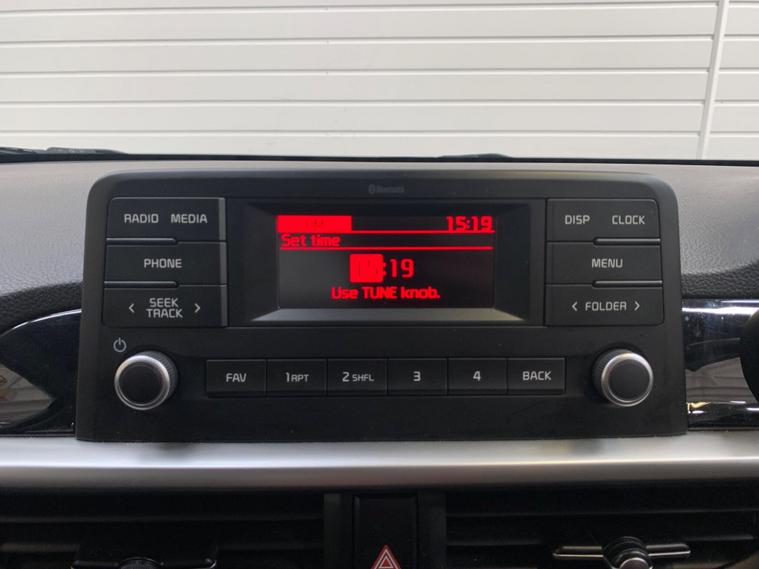 Bluetooth
RADIO MEDIA
PHONE
< SEEK TRACK >
15:19
Set time
:19
Use TUNE knob.
DISP CLOCK
MENU
< FOLDER >
FAV 1 RPT 2 SHFL 3 4 BACK